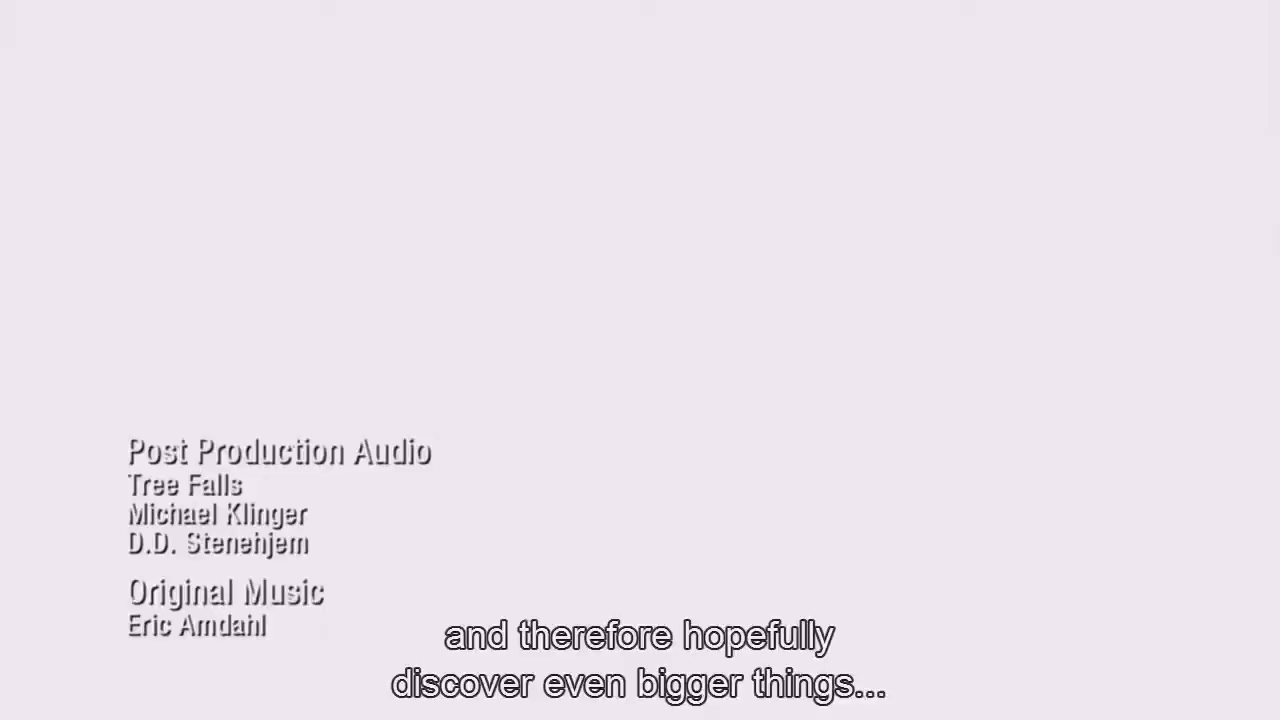 Post Production Audio
Tree Falls
Michael Klinger
D.D. Stenehjem
Original Music
Eric Amdahl
and therefore hopefully
discover even bigger things...